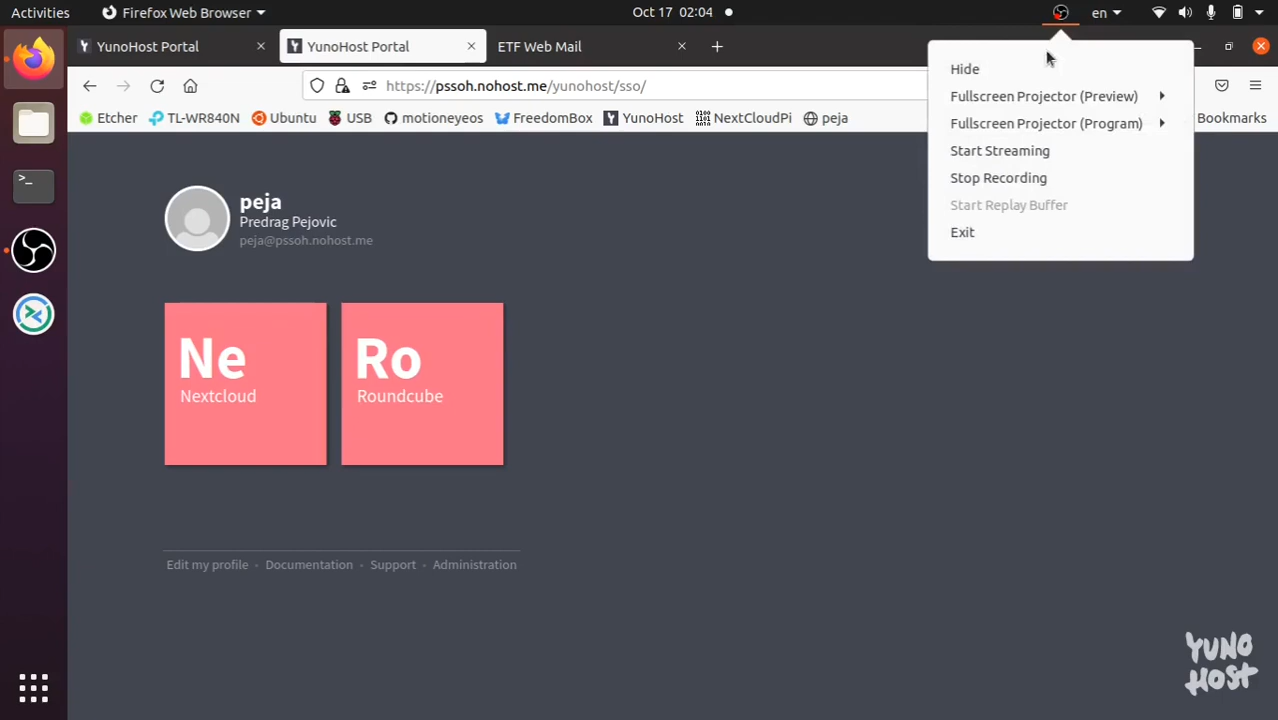 Activities
Firefox Web Browser
Oct 17 02:04
en
YunoHost Portal
YunoHost Portal
ETF Web Mail
https://pssoh.nohost.me/yunohost/sso/
Etcher
TL-WR840N
Ubuntu
USB
motioneyeos
FreedomBox
YunoHost
NextCloudPi
peja
Bookmarks
Hide
Fullscreen Projector (Preview)
Fullscreen Projector (Program)
Start Streaming
Stop Recording
Start Replay Buffer
Exit
peja
Predrag Pejovic
peja@pssoh.nohost.me
Ne
Nextcloud
Ro
Roundcube
Edit my profile • Documentation • Support • Administration
YUNO
HOST